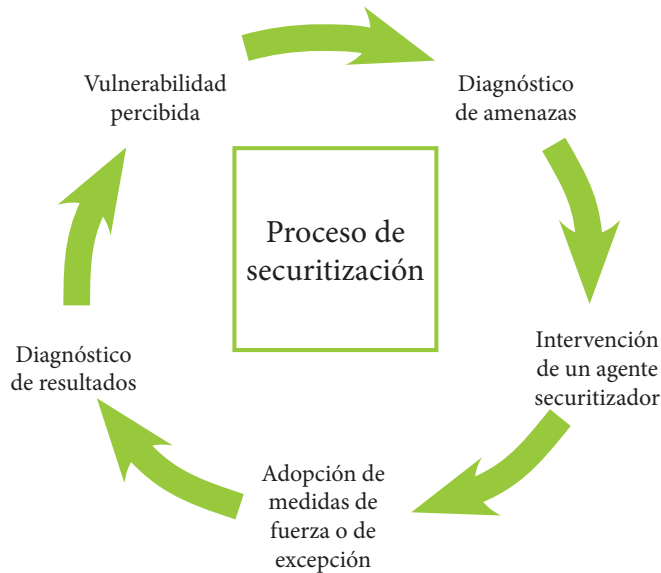 Vulnerabilidad
percibida
Diagnóstico
de amenazas
Proceso de
securitización
Intervención
de un agente
securitizador
Adopción de
medidas de
fuerza o de
excepción
Diagnóstico
de resultados